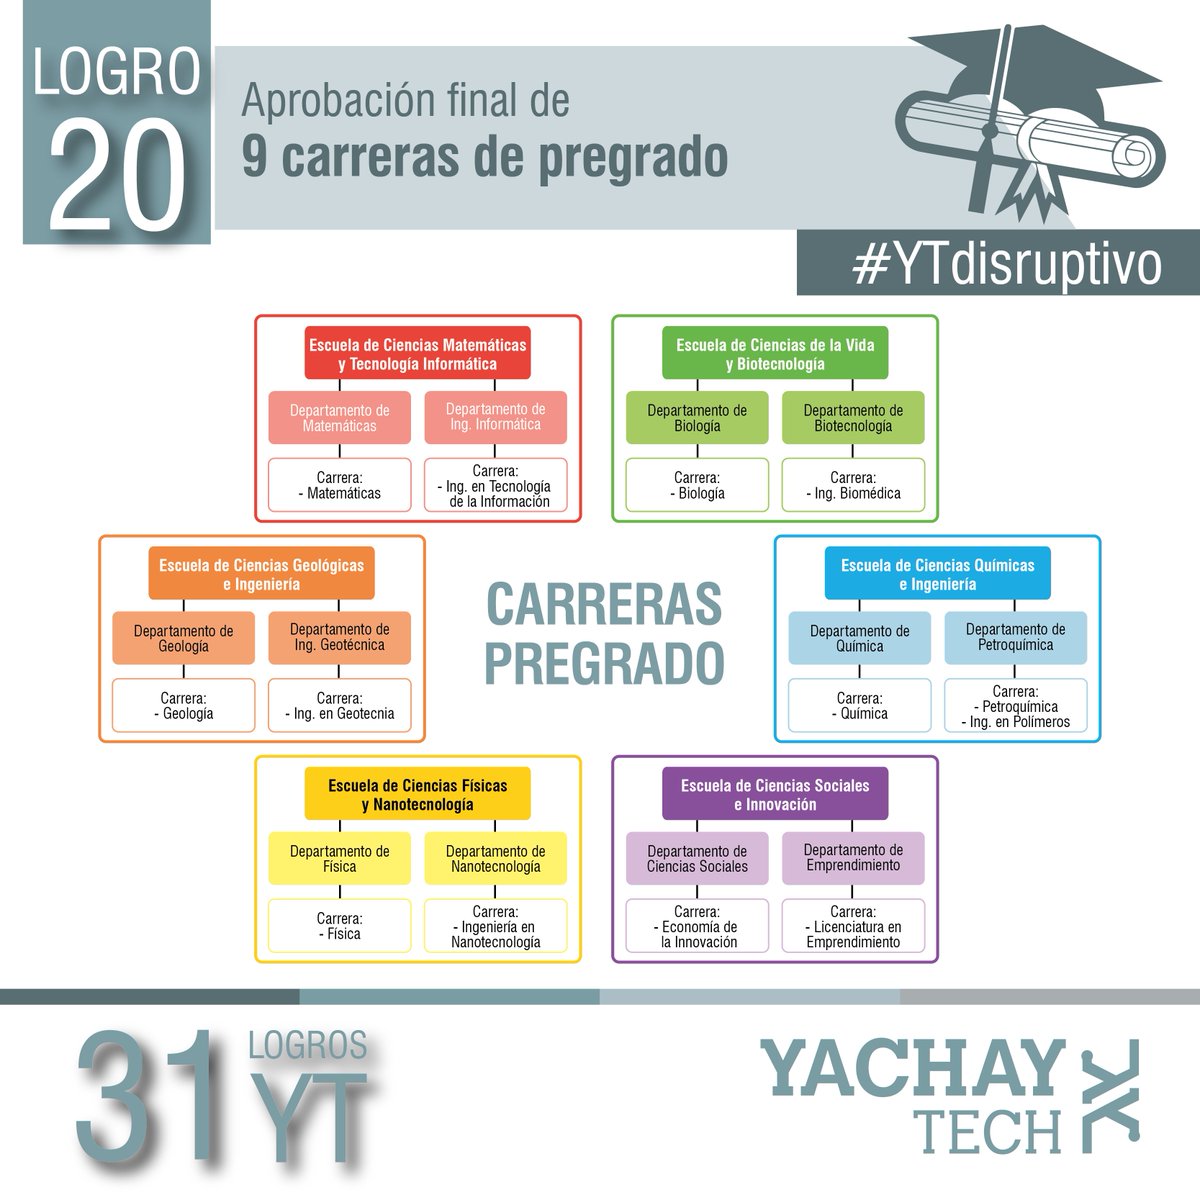 LOGRO
20
Aprobación final de
9 carreras de pregrado
#YTdisruptivo
Escuela de Ciencias Matemáticas
y Tecnología Informática
Departamento de
Matemáticas
Departamento de
Ing. Informática
Carrera:
- Matemáticas
Carrera:
- Ing. en Tecnología
de la Información
Escuela de Ciencias de la Vida
y Biotecnología
Departamento de
Biología
Departamento de
Biotecnología
Carrera:
- Biología
Carrera:
- Ing. Biomédica
Escuela de Ciencias Geológicas
e Ingeniería
Departamento de
Geología
Departamento de
Ing. Geotécnica
Carrera:
- Geología
Carrera:
- Ing. en Geotecnia
CARRERAS
PREGRADO
Escuela de Ciencias Químicas
e Ingeniería
Departamento de
Química
Departamento de
Petroquímica
Carrera:
- Química
Carrera:
- Petroquímica
- Ing. en Polímeros
Escuela de Ciencias Físicas
y Nanotecnología
Departamento de
Física
Departamento de
Nanotecnología
Carrera:
- Física
Carrera:
- Ingeniería en
Nanotecnología
Escuela de Ciencias Sociales
e Innovación
Departamento de
Ciencias Sociales
Departamento de
Emprendimiento
Carrera:
- Economía de
la Innovación
Carrera:
- Licenciatura en
Emprendimiento
31 LOGROS
YT
YACHAY
TECH